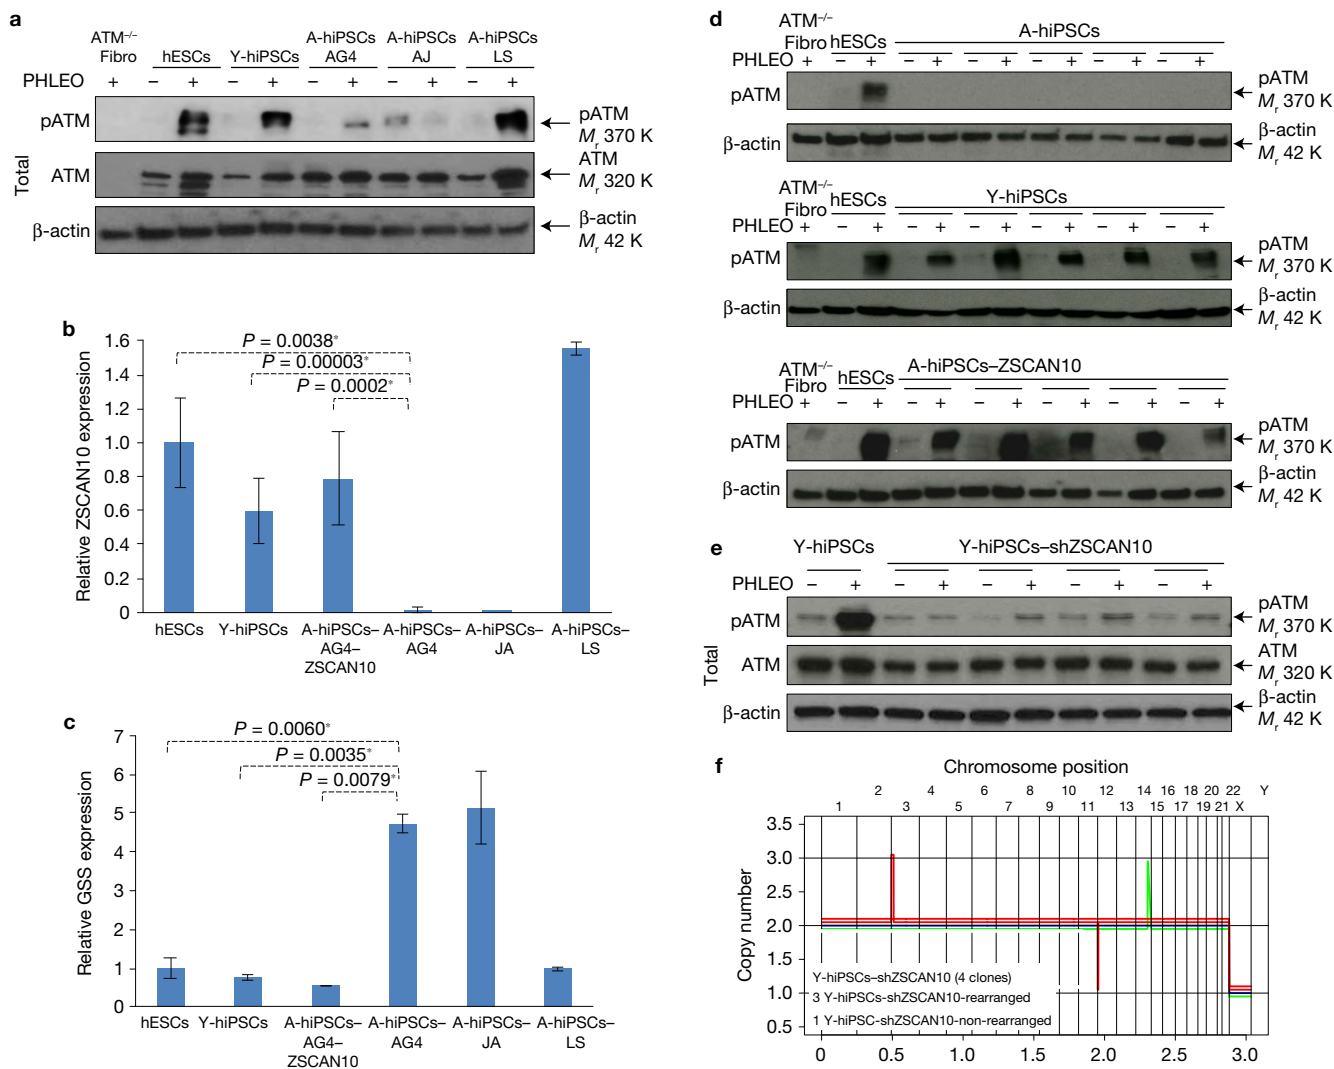 a
ATM–/– Fibro hESCs Y-hiPSCs A-hiPSCs AG4 A-hiPSCs AJ A-hiPSCs LS
PHLEO + – + – + – + – + – +
pATM
pATM
Mr 370 K
Total
ATM
ATM
Mr 320 K
β-actin
β-actin
Mr 42 K
b
Relative ZSCAN10 expression
1.6
1.4
1.2
1.0
0.8
0.6
0.4
0.2
0
P = 0.0038*
P = 0.00003*
P = 0.0002*
hESCs Y-hiPSCs A-hiPSCs–AG4–ZSCAN10 A-hiPSCs–AG4 A-hiPSCs–JA A-hiPSCs–LS
c
Relative GSS expression
7
6
5
4
3
2
1
0
P = 0.0060*
P = 0.0035*
P = 0.0079*
hESCs Y-hiPSCs A-hiPSCs–AG4–ZSCAN10 A-hiPSCs–AG4 A-hiPSCs–JA A-hiPSCs–LS
d
ATM–/– Fibro hESCs A-hiPSCs
PHLEO + – + – + – + – + – + – +
pATM
pATM
Mr 370 K
β-actin
β-actin
Mr 42 K
ATM–/– Fibro hESCs Y-hiPSCs
PHLEO + – + – + – + – + – + – +
pATM
pATM
Mr 370 K
β-actin
β-actin
Mr 42 K
ATM–/– Fibro hESCs A-hiPSCs–ZSCAN10
PHLEO + – + – + – + – + – + – +
pATM
pATM
Mr 370 K
β-actin
β-actin
Mr 42 K
e
Y-hiPSCs Y-hiPSCs–shZSCAN10
PHLEO – + – + – + – + – +
pATM
pATM
Mr 370 K
Total
ATM
ATM
Mr 320 K
β-actin
β-actin
Mr 42 K
f
Chromosome position
2 4 6 8 10 12 14 16 18 20 22 Y
1 3 5 7 9 11 13 15 17 19 21 X
Copy number
3.5
3.0
2.5
2.0
1.5
1.0
0.5
Y-hiPSCs–shZSCAN10 (4 clones)
3 Y-hiPSCs-shZSCAN10-rearranged
1 Y-hiPSC-shZSCAN10-non-rearranged
0 0.5 1.0 1.5 2.0 2.5 3.0